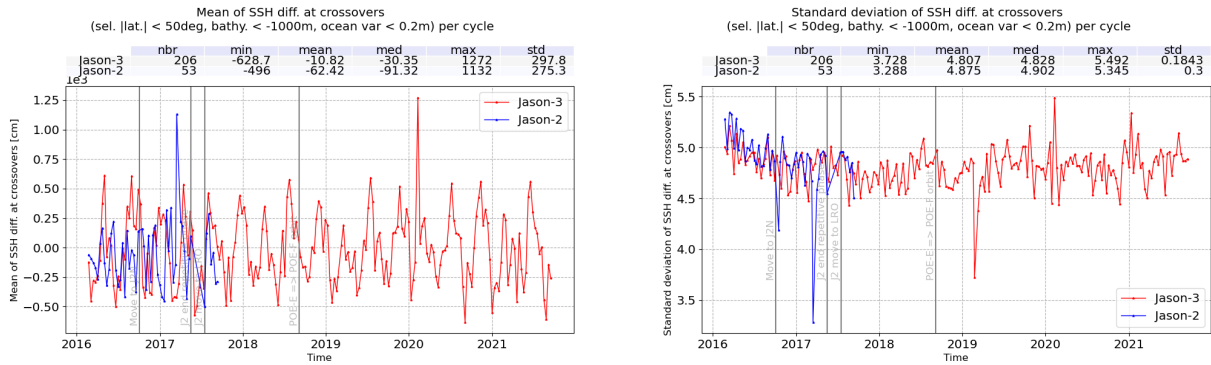 Mean of SSH diff. at crossovers
(sel. |lat.| < 50deg, bathy. < -1000m, ocean var < 0.2m) per cycle
nbr min mean med max std
Jason-3 206 -628.7 -10.82 -30.35 1272 297.8
Jason-2 53 -496 -62.42 -91.32 1132 275.3
1e3
1.25
1.00
0.75
0.50
0.25
0.00
−0.25
−0.50
Mean of SSH diff. at crossovers [cm]
Jason-3
Jason-2
Move to
J2 end
J2
LRO
POE-E => POE-F
2016 2017 2018 2019 2020 2021
Time
Standard deviation of SSH diff. at crossovers
(sel. |lat.| < 50deg, bathy. < -1000m, ocean var < 0.2m) per cycle
nbr min mean med max std
Jason-3 206 3.728 4.807 4.828 5.492 0.1843
Jason-2 53 3.288 4.875 4.902 5.345 0.3
5.5
5.0
4.5
4.0
3.5
Standard deviation of SSH diff. at crossovers [cm]
Move to J2N
J2 end repetitive
J2 move to LRO
POE-E => POE-F orbit
Jason-3
Jason-2
2016 2017 2018 2019 2020 2021
Time